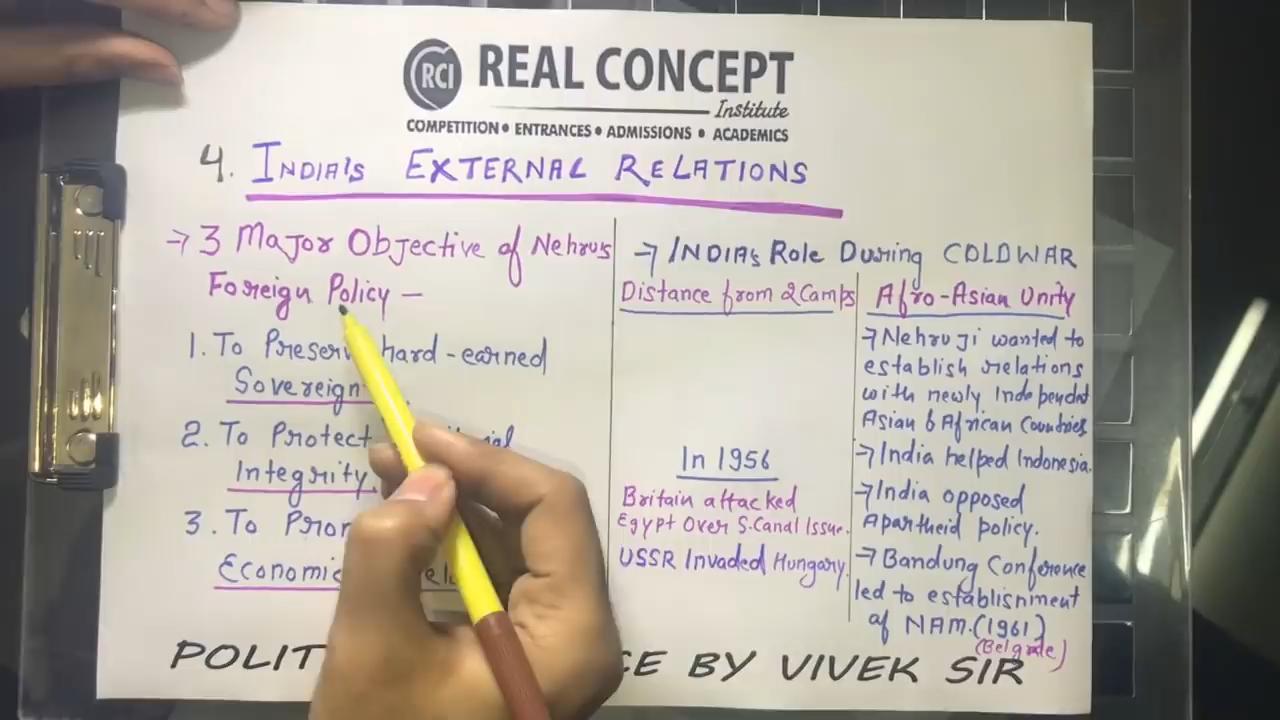 RCI REAL CONCEPT
Institute
COMPETITION • ENTRANCES • ADMISSIONS • ACADEMICS
4. INDIA'S EXTERNAL RELATIONS
→ 3 Major Objective of Nehru's
Foreign Policy –
1. To Preserv hard-earned
Sovereign
2. To Protect
Integrity
3. To Pro
Economic
→ INDIA's Role During COLDWAR
Distance from 2 Camps
In 1956
Britain attacked
Egypt Over S.Canal Issue.
USSR Invaded Hungary.
Afro-Asian Unity
→ Nehru ji wanted to
establish relations
with newly Independent
Asian & African Countries
→ India helped Indonesia.
→ India opposed
Apartheid policy.
→ Bandung Conference
led to establishment
of NAM.(1961)
(Belgrade)
POLIT CE BY VIVEK SIR